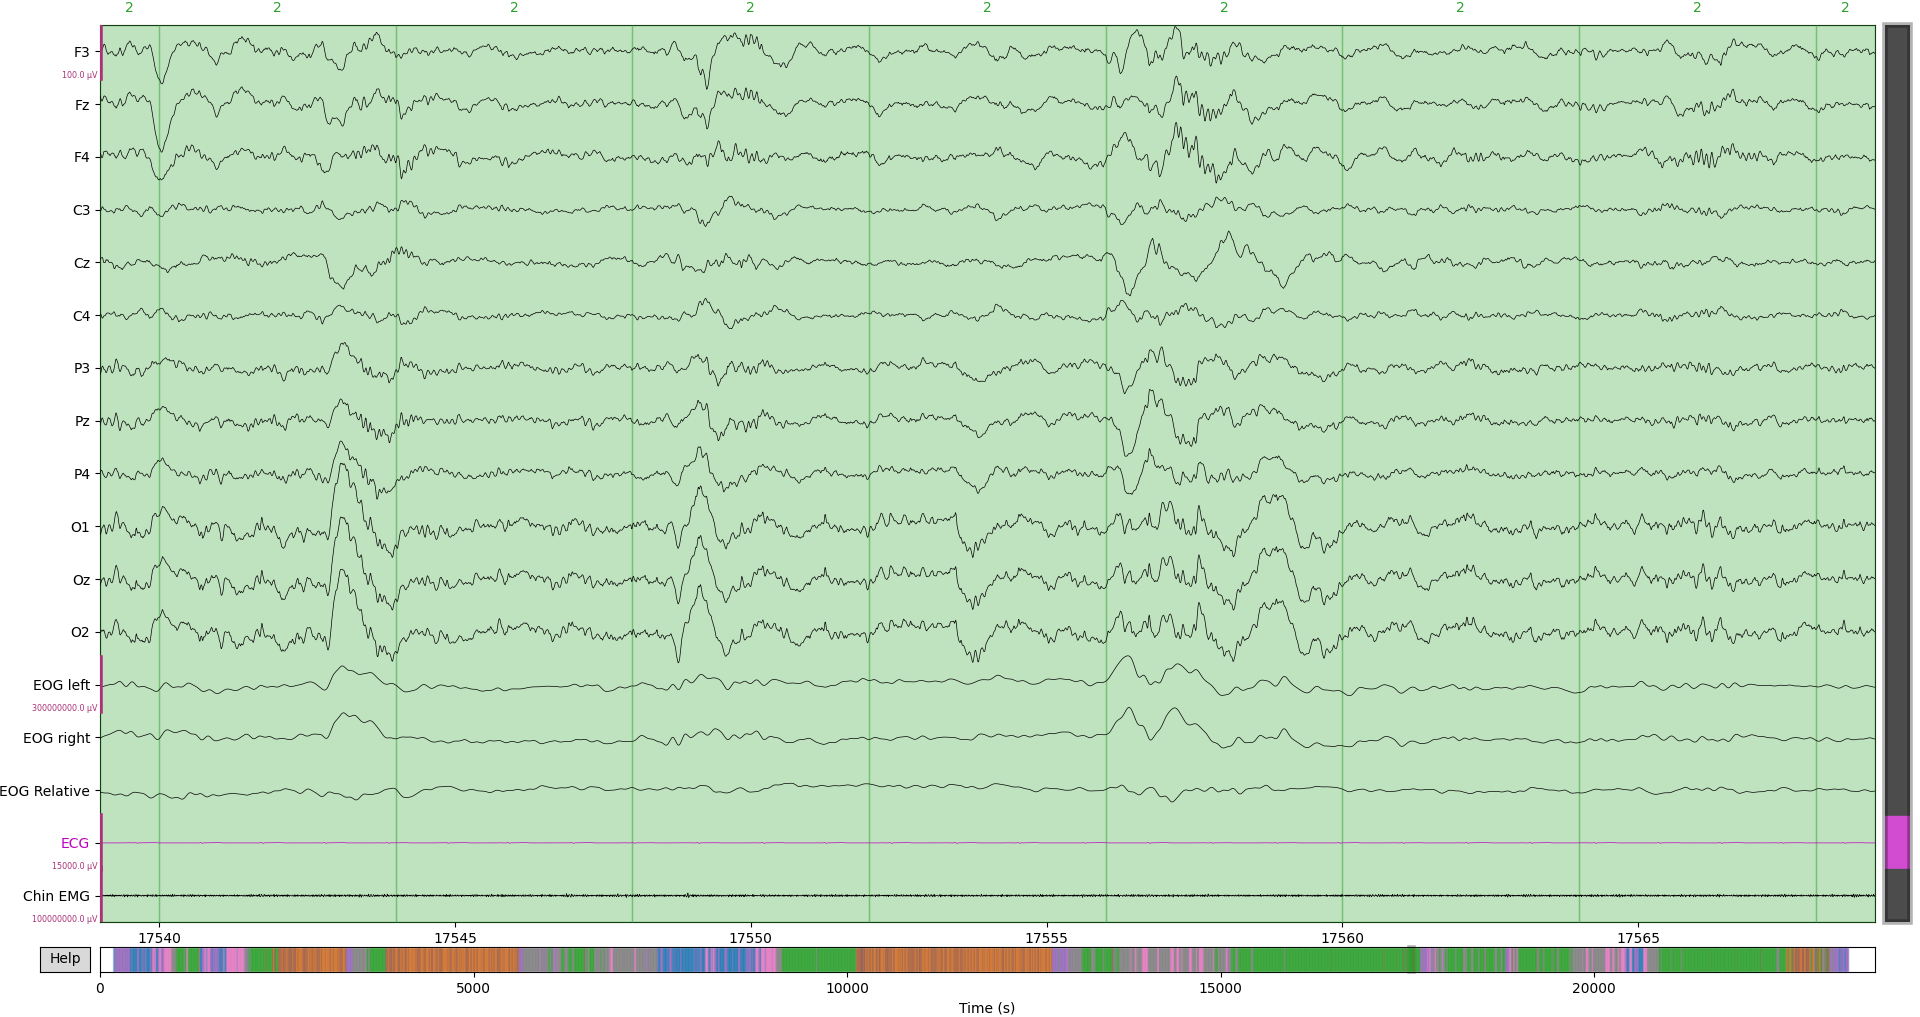 2 2 2 2 2 2 2 2 2
F3
100.0 µV
Fz
F4
C3
Cz
C4
P3
Pz
P4
O1
Oz
O2
EOG left
300000000.0 µV
EOG right
EOG Relative
ECG
15000.0 µV
Chin EMG
100000000.0 µV
17540 17545 17550 17555 17560 17565
Help
0 5000 10000 15000 20000
Time (s)